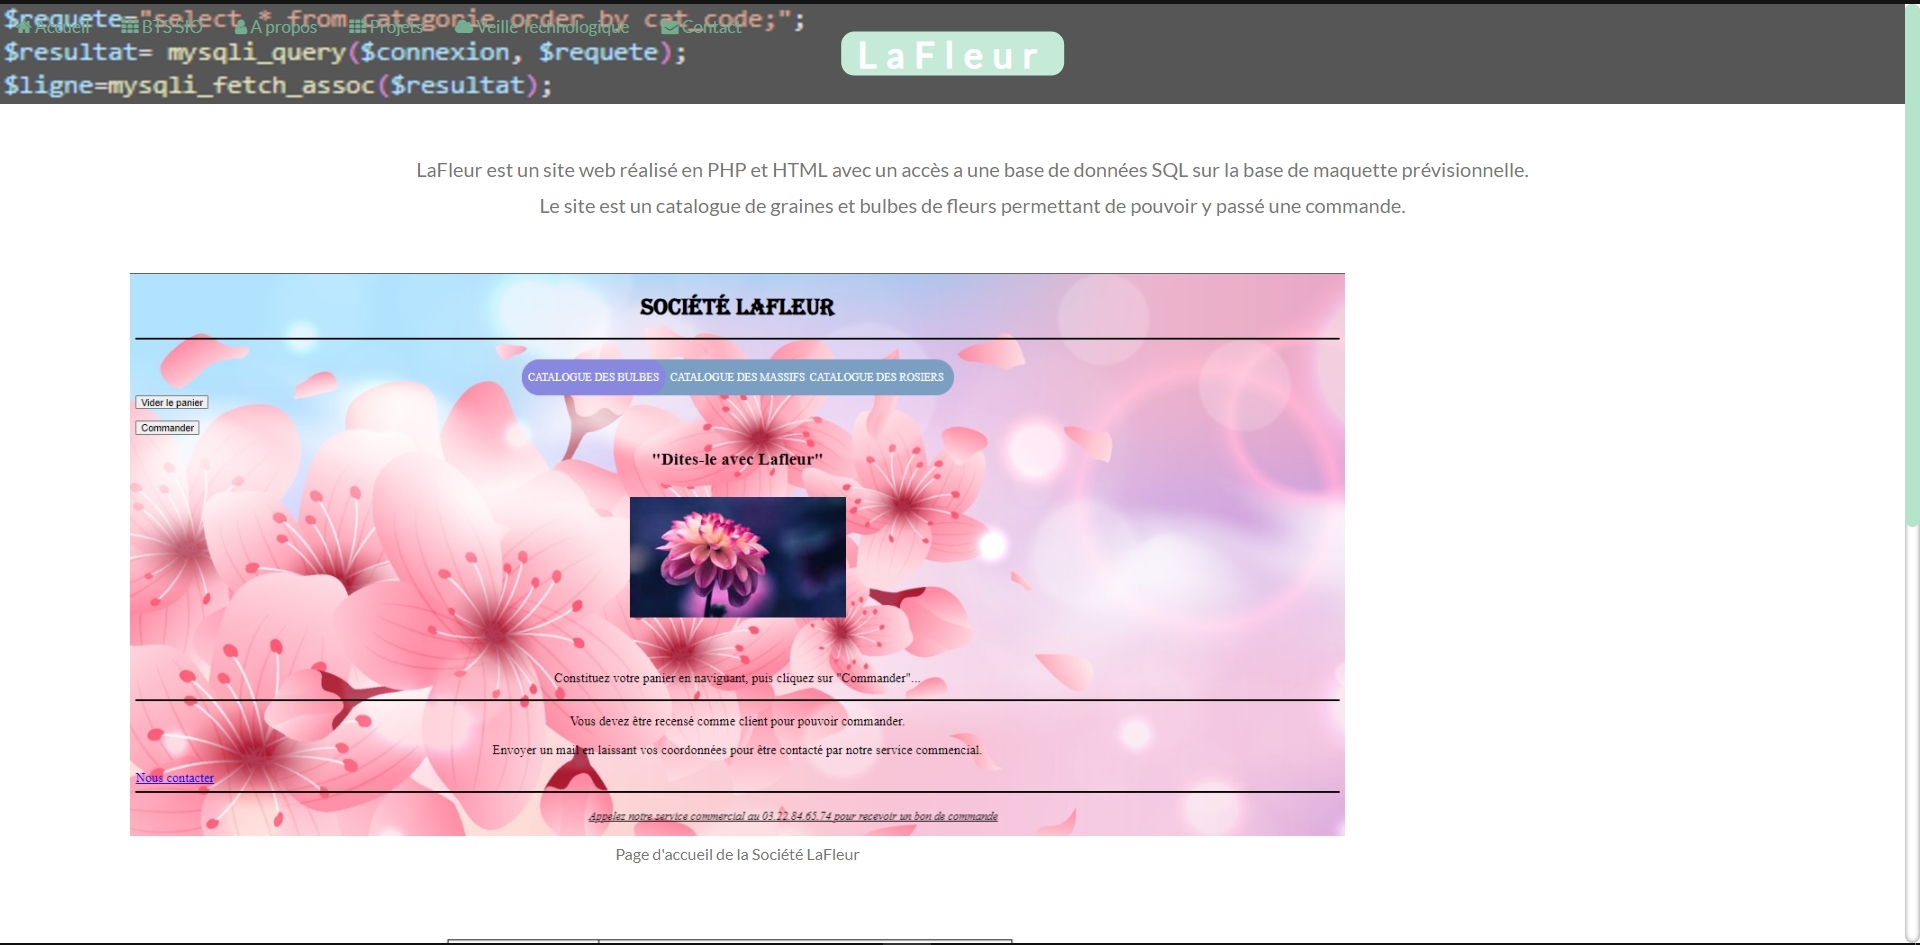 $requete="select * from categorie order by cat_code;";
Accueil BTS SIO A propos Projets Veille Technologique Contact
$resultat= mysqli_query($connexion, $requete);
LaFleur
$ligne=mysqli_fetch_assoc($resultat);
LaFleur est un site web réalisé en PHP et HTML avec un accès a une base de données SQL sur la base de maquette prévisionnelle.
Le site est un catalogue de graines et bulbes de fleurs permettant de pouvoir y passé une commande.
SOCIÉTÉ LAFLEUR
CATALOGUE DES BULBES CATALOGUE DES MASSIFS CATALOGUE DES ROSIERS
Vider le panier
Commander
"Dites-le avec Lafleur"
Constituez votre panier en naviguant, puis cliquez sur "Commander"...
Vous devez être recensé comme client pour pouvoir commander.
Envoyer un mail en laissant vos coordonnées pour être contacté par notre service commencial.
Nous contacter
Appelez notre service commercial au 03.22.84.65.74 pour recevoir un bon de commande
Page d'accueil de la Société LaFleur